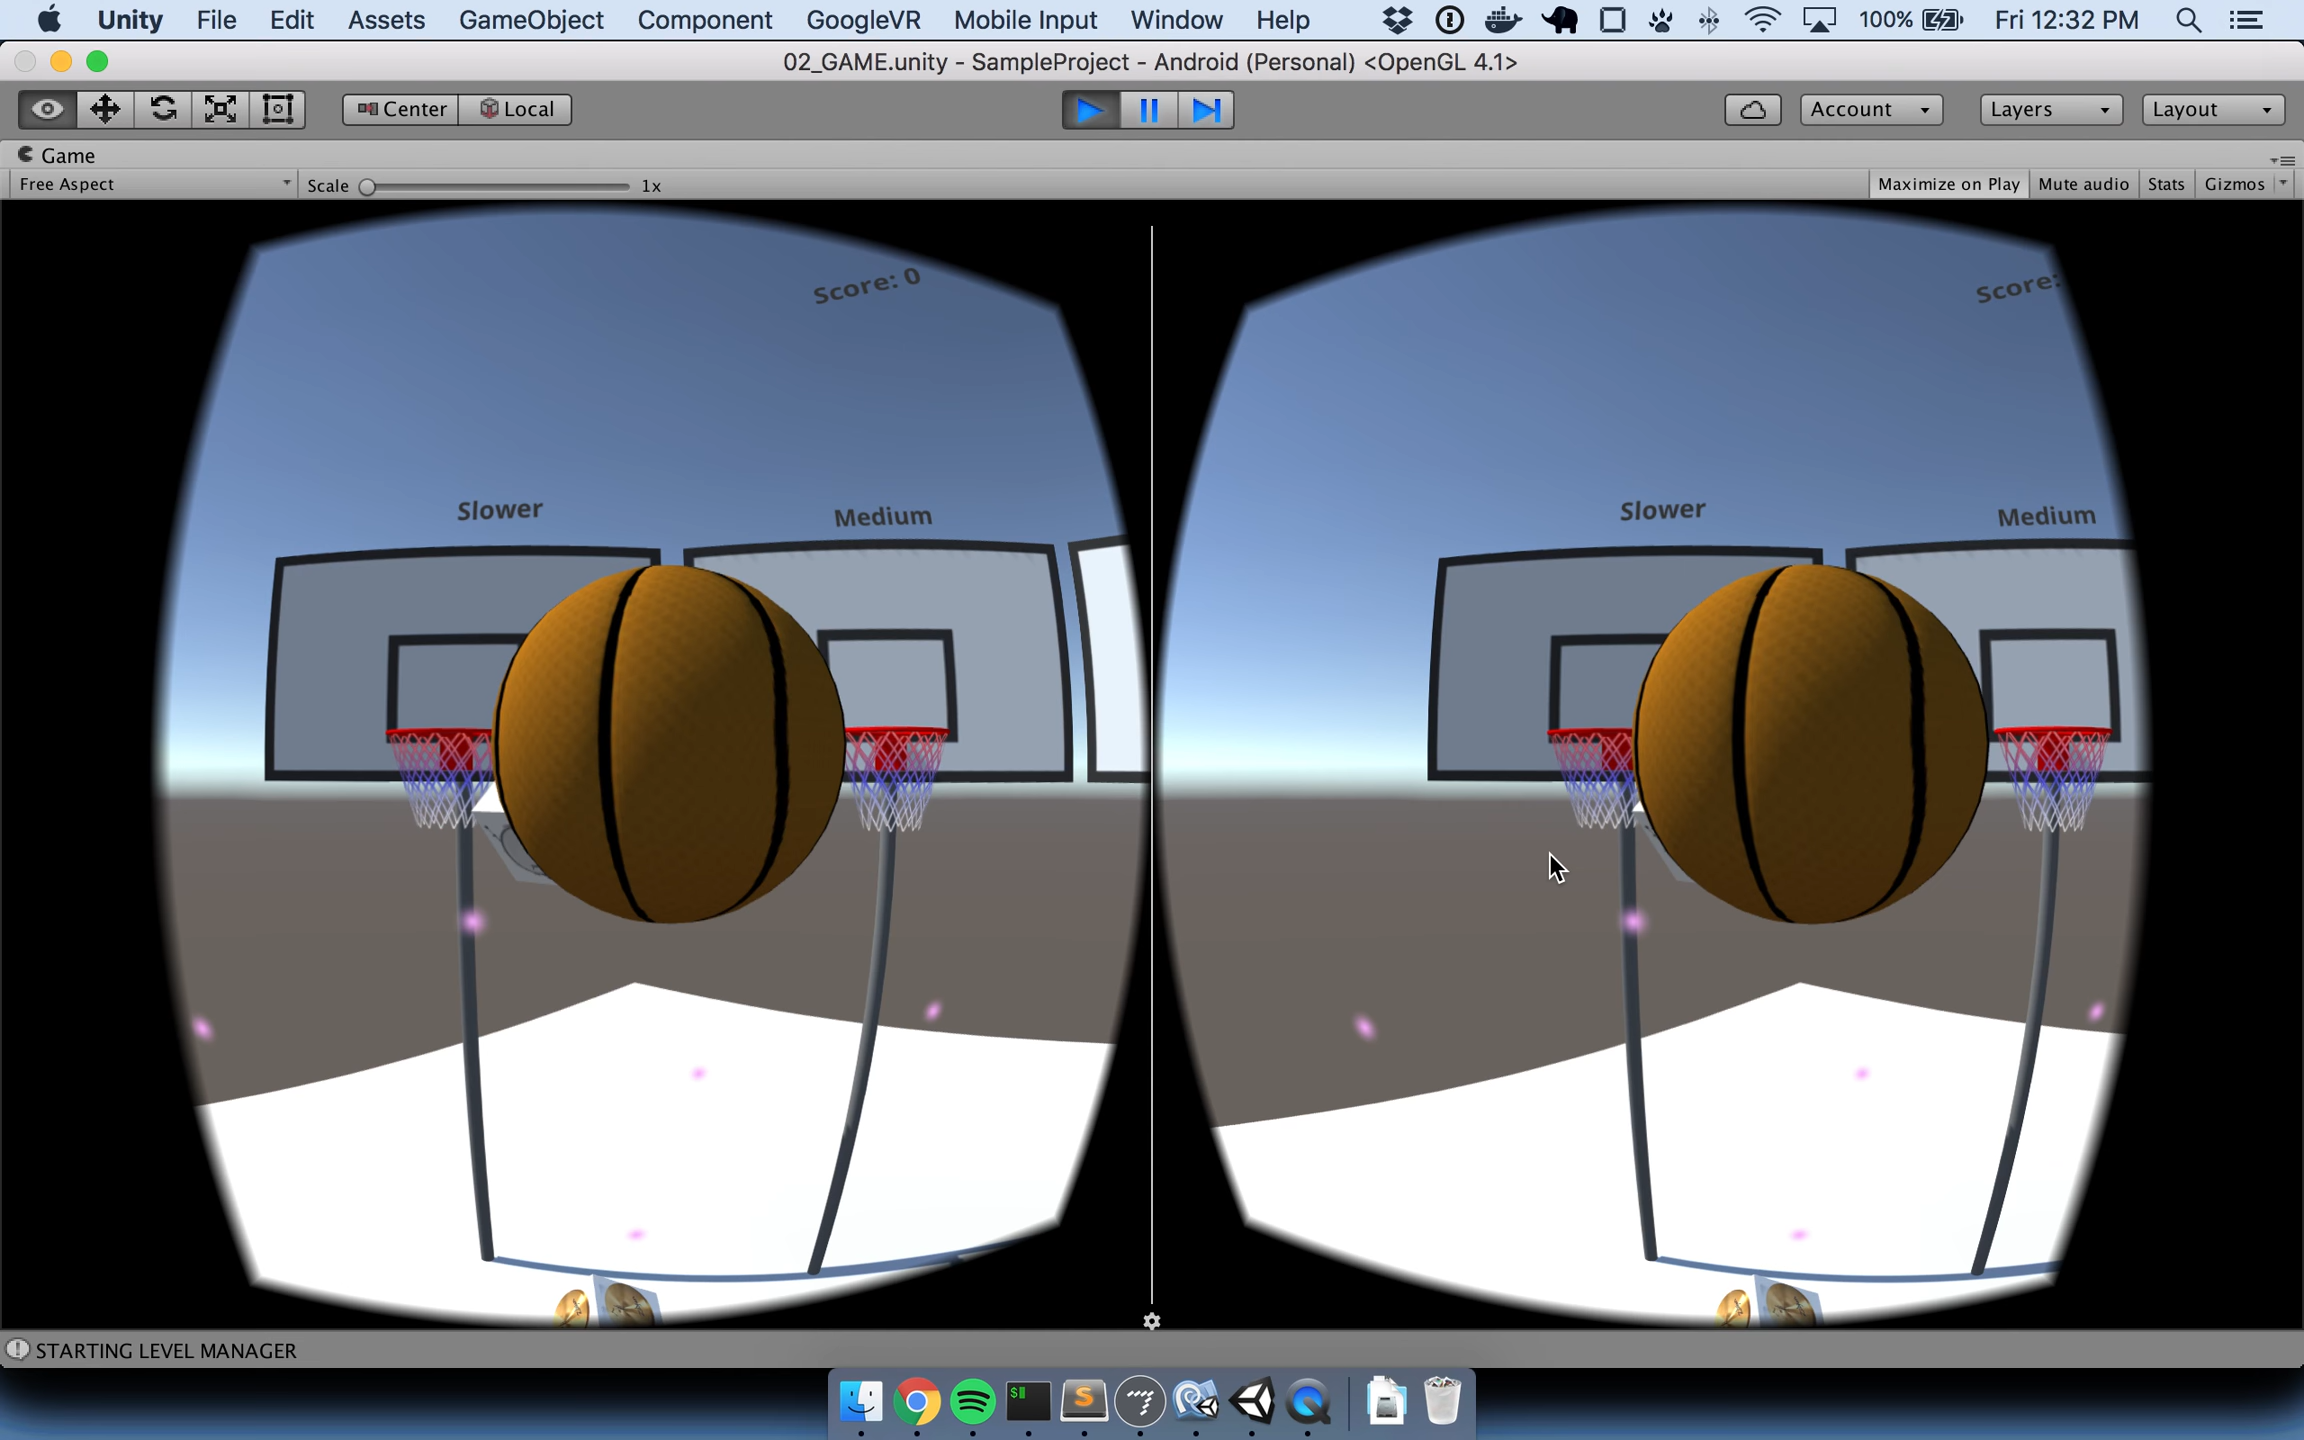 Unity File Edit Assets GameObject Component GoogleVR Mobile Input Window Help 100% Fri 12:32 PM
02_GAME.unity - SampleProject - Android (Personal) <OpenGL 4.1>
Center Local Account Layers Layout
Game
Free Aspect Scale 1x Maximize on Play Mute audio Stats Gizmos
Score: 0 Score:
Slower Medium Slower Medium
STARTING LEVEL MANAGER
$
S